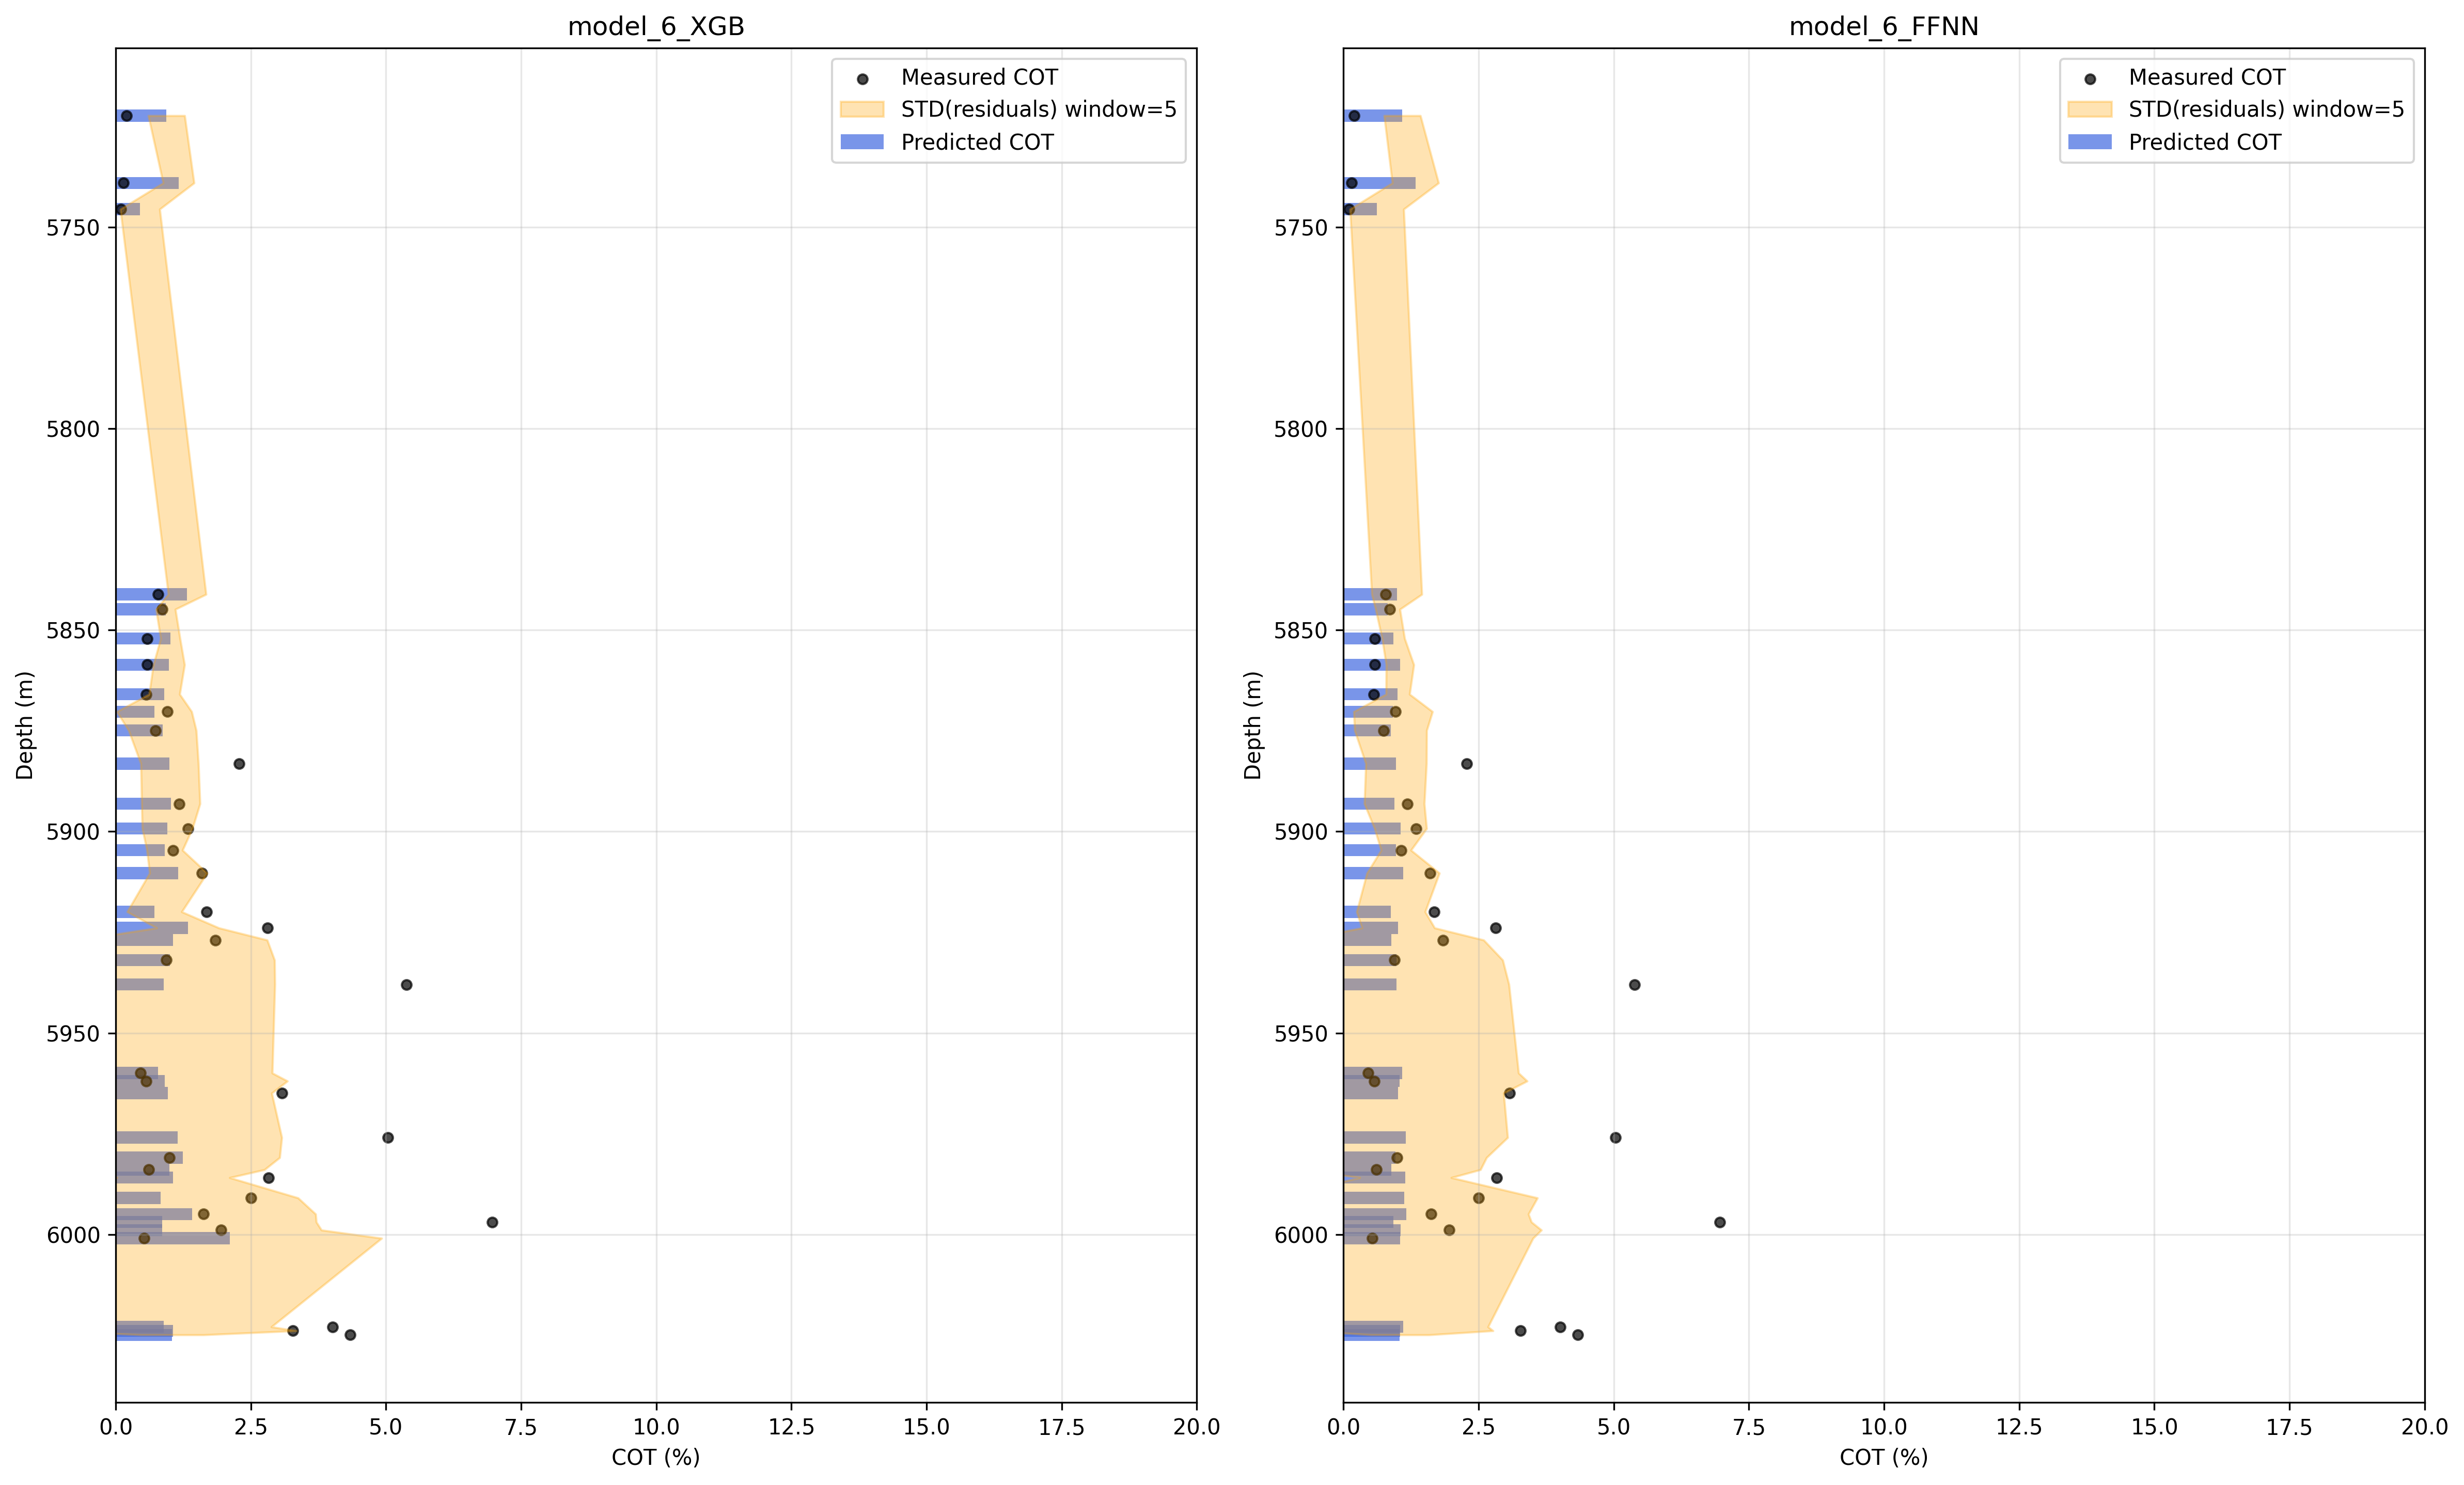 model_6_XGB
Measured COT
STD(residuals) window=5
Predicted COT
5750
5800
5850
5900
5950
6000
Depth (m)
0.0 2.5 5.0 7.5 10.0 12.5 15.0 17.5 20.0
COT (%)
model_6_FFNN
Measured COT
STD(residuals) window=5
Predicted COT
5750
5800
5850
5900
5950
6000
Depth (m)
0.0 2.5 5.0 7.5 10.0 12.5 15.0 17.5 20.0
COT (%)